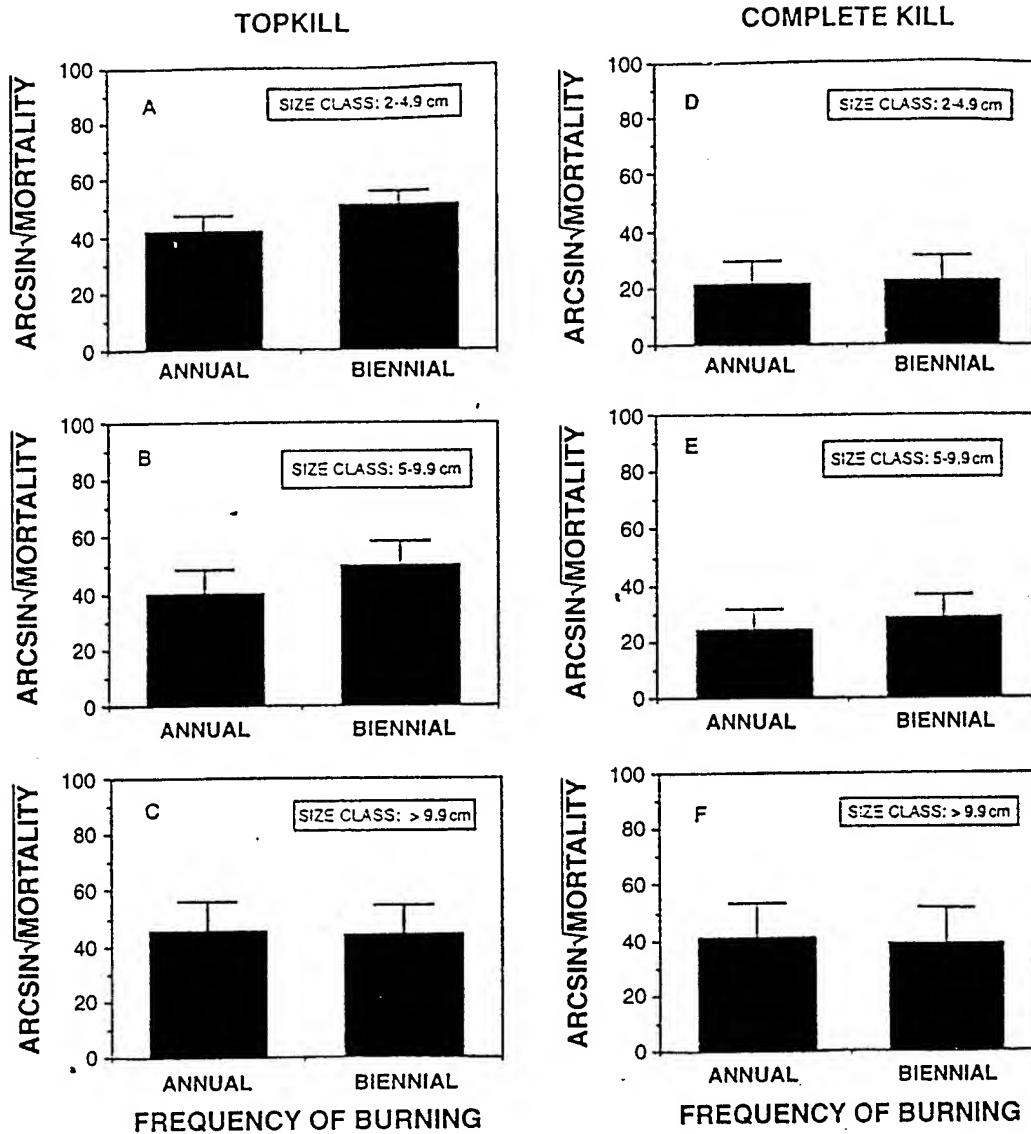 TOPKILL
COMPLETE KILL
ARCSIN√MORTALITY
100
80
60
40
20
0
A
SIZE CLASS: 2-4.9 cm
ANNUAL
BIENNIAL
ARCSIN√MORTALITY
100
80
60
40
20
0
D
SIZE CLASS: 2-4.9 cm
ANNUAL
BIENNIAL
ARCSIN√MORTALITY
100
80
60
40
20
0
B
SIZE CLASS: 5-9.9 cm
ANNUAL
BIENNIAL
ARCSIN√MORTALITY
100
80
60
40
20
0
E
SIZE CLASS: 5-9.9 cm
ANNUAL
BIENNIAL
ARCSIN√MORTALITY
100
80
60
40
20
0
C
SIZE CLASS: > 9.9 cm
ANNUAL
BIENNIAL
FREQUENCY OF BURNING
ARCSIN√MORTALITY
100
80
60
40
20
0
F
SIZE CLASS: > 9.9 cm
ANNUAL
BIENNIAL
FREQUENCY OF BURNING